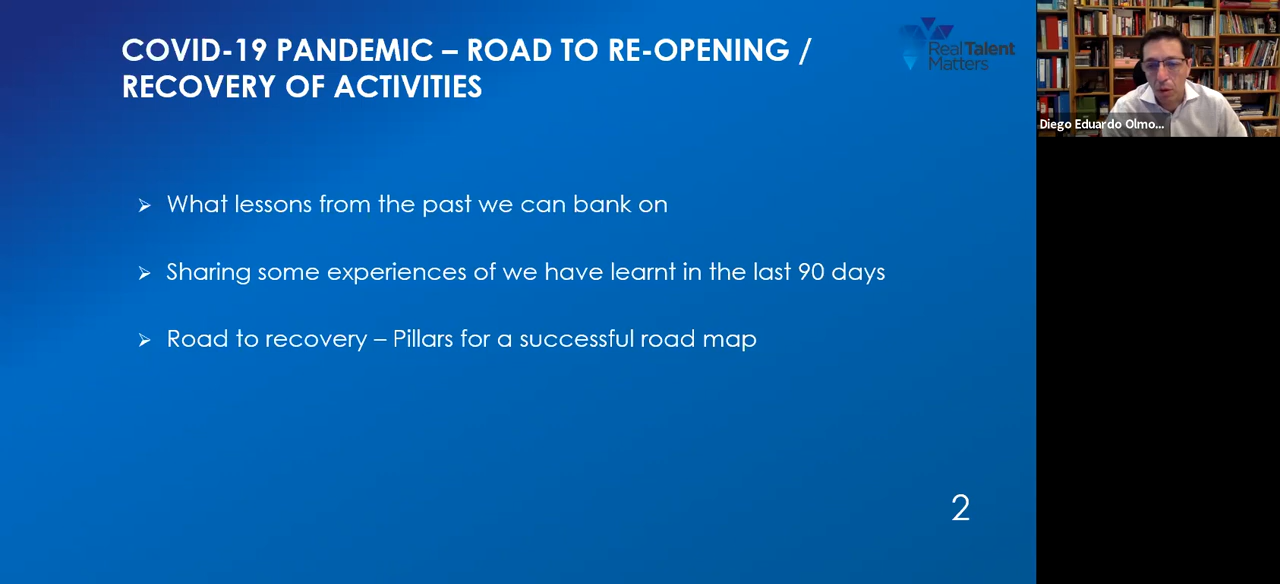 COVID-19 PANDEMIC – ROAD TO RE-OPENING /
RECOVERY OF ACTIVITIES
RealTalent
Matters
Diego Eduardo Olmo...
➢ What lessons from the past we can bank on
➢ Sharing some experiences of we have learnt in the last 90 days
➢ Road to recovery – Pillars for a successful road map
2